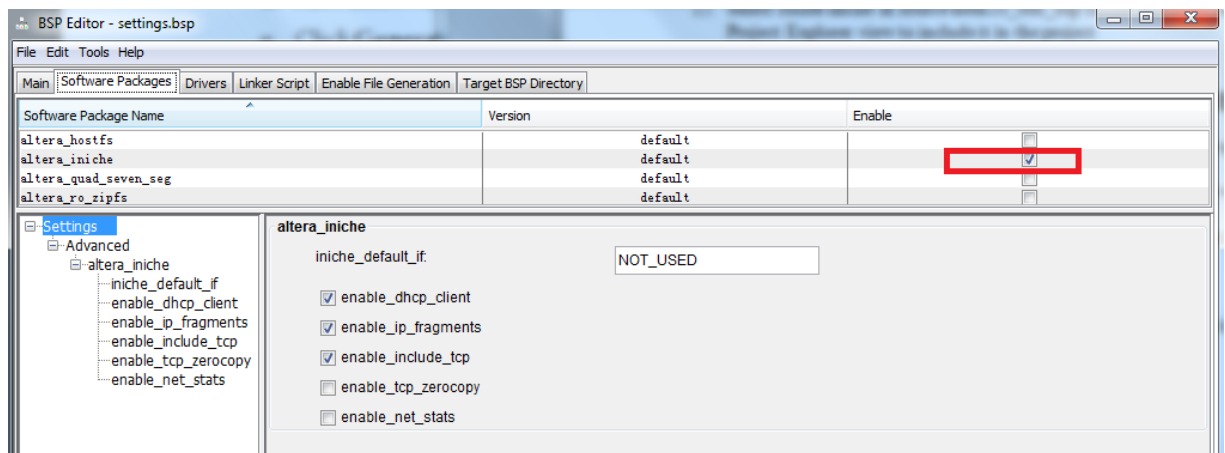 BSP Editor - settings.bsp
File Edit Tools Help
Main Software Packages Drivers Linker Script Enable File Generation Target BSP Directory
Software Package Name Version Enable
altera_hostfs default
altera_iniche default
altera_quad_seven_seg default
altera_ro_zipfs default
Settings
Advanced
altera_iniche
iniche_default_if
enable_dhcp_client
enable_ip_fragments
enable_include_tcp
enable_tcp_zerocopy
enable_net_stats
altera_iniche
iniche_default_if: NOT_USED
enable_dhcp_client
enable_ip_fragments
enable_include_tcp
enable_tcp_zerocopy
enable_net_stats